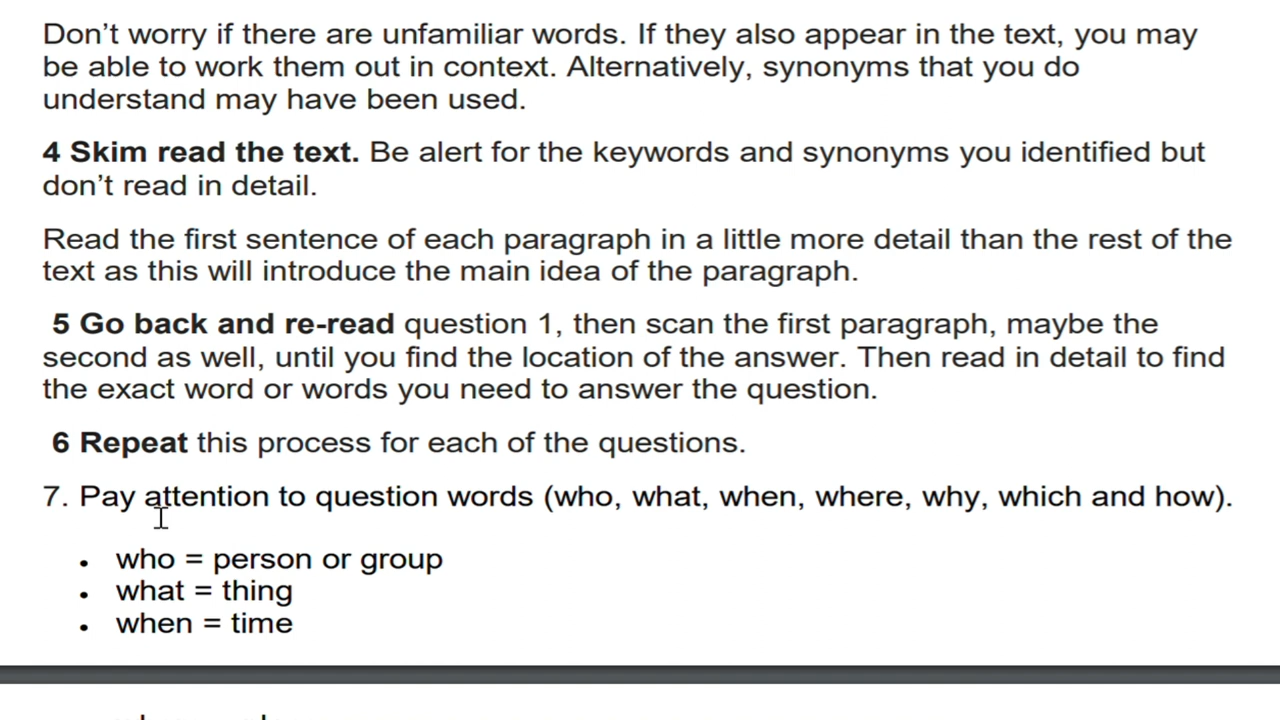 Don’t worry if there are unfamiliar words. If they also appear in the text, you may
be able to work them out in context. Alternatively, synonyms that you do
understand may have been used.
4 Skim read the text. Be alert for the keywords and synonyms you identified but
don’t read in detail.
Read the first sentence of each paragraph in a little more detail than the rest of the
text as this will introduce the main idea of the paragraph.
5 Go back and re-read question 1, then scan the first paragraph, maybe the
second as well, until you find the location of the answer. Then read in detail to find
the exact word or words you need to answer the question.
6 Repeat this process for each of the questions.
7. Pay attention to question words (who, what, when, where, why, which and how).
• who = person or group
• what = thing
• when = time